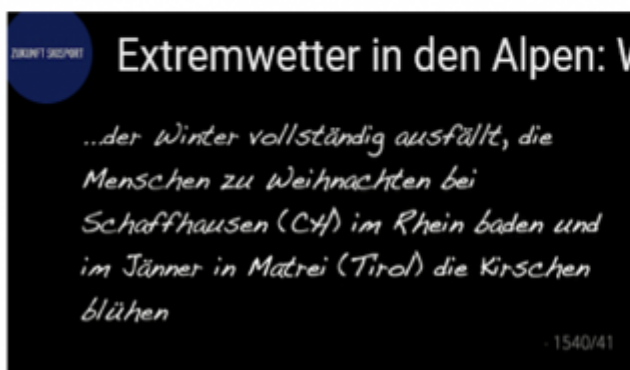 ZUKUNFT SKISPORT
Extremwetter in den Alpen: W
...der Winter vollständig ausfällt, die
Menschen zu Weihnachten bei
Schaffhausen (CH) im Rhein baden und
im Jänner in Matrei (Tirol) die Kirschen
blühen
- 1540/41